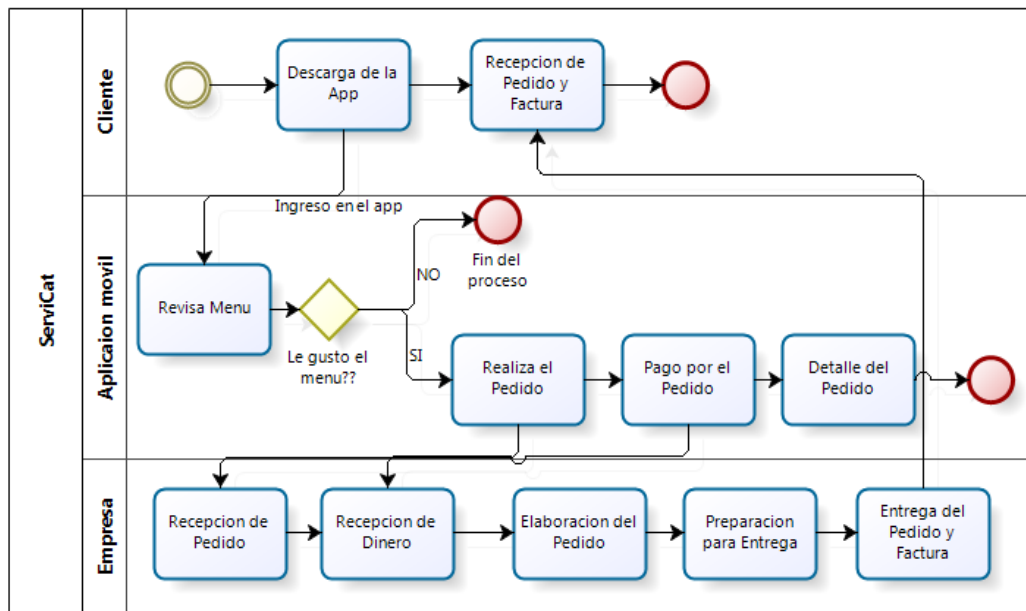 ServiCat
Cliente
Descarga de la
App
Recepcion de
Pedido y
Factura
Aplicaion movil
Ingreso en el app
Revisa Menu
Le gusto el
menu??
NO
Fin del
proceso
SI
Realiza el
Pedido
Pago por el
Pedido
Detalle del
Pedido
Empresa
Recepcion de
Pedido
Recepcion de
Dinero
Elaboracion del
Pedido
Preparacion
para Entrega
Entrega del
Pedido y
Factura